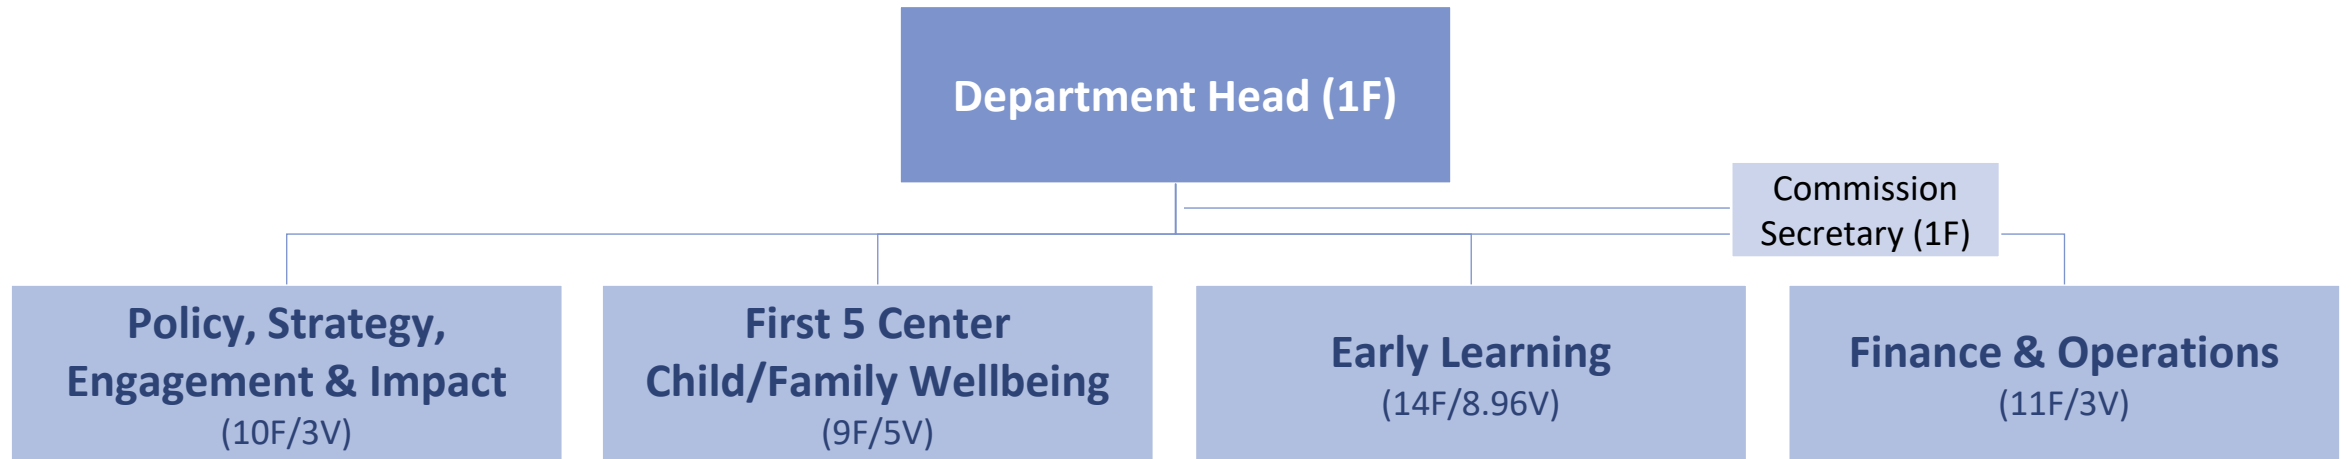 Department Head (1F)
Commission
Secretary (1F)
Policy, Strategy,
Engagement & Impact
(10F/3V)
First 5 Center
Child/Family Wellbeing
(9F/5V)
Early Learning
(14F/8.96V)
Finance & Operations
(11F/3V)